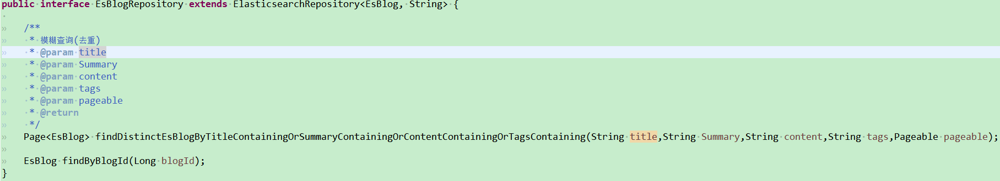 public interface EsBlogRepository extends ElasticsearchRepository<EsBlog, String> {
/**
* 模糊查询(去重)
* @param title
* @param Summary
* @param content
* @param tags
* @param pageable
* @return
*/
Page<EsBlog> findDistinctEsBlogByTitleContainingOrSummaryContainingOrContentContainingOrTagsContaining(String title,String Summary,String content,String tags,Pageable pageable);
EsBlog findByBlogId(Long blogId);
}